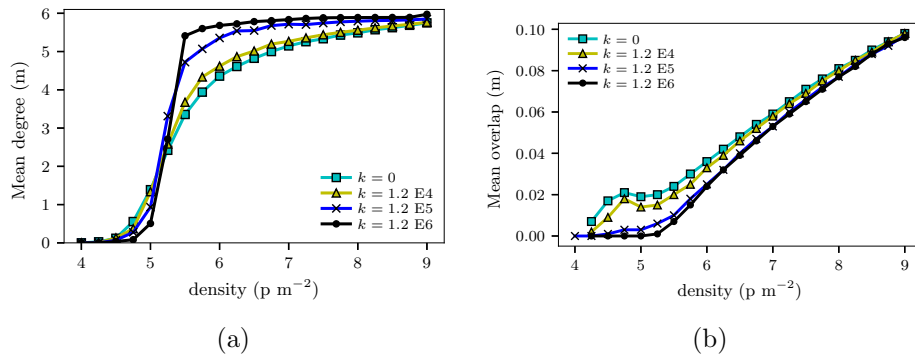 Mean degree (m)
6
5
4
3
2
1
0
k = 0
k = 1.2 E4
k = 1.2 E5
k = 1.2 E6
4 5 6 7 8 9
density (p m⁻²)
(a)
Mean overlap (m)
0.10
0.08
0.06
0.04
0.02
0.00
k = 0
k = 1.2 E4
k = 1.2 E5
k = 1.2 E6
4 5 6 7 8 9
density (p m⁻²)
(b)